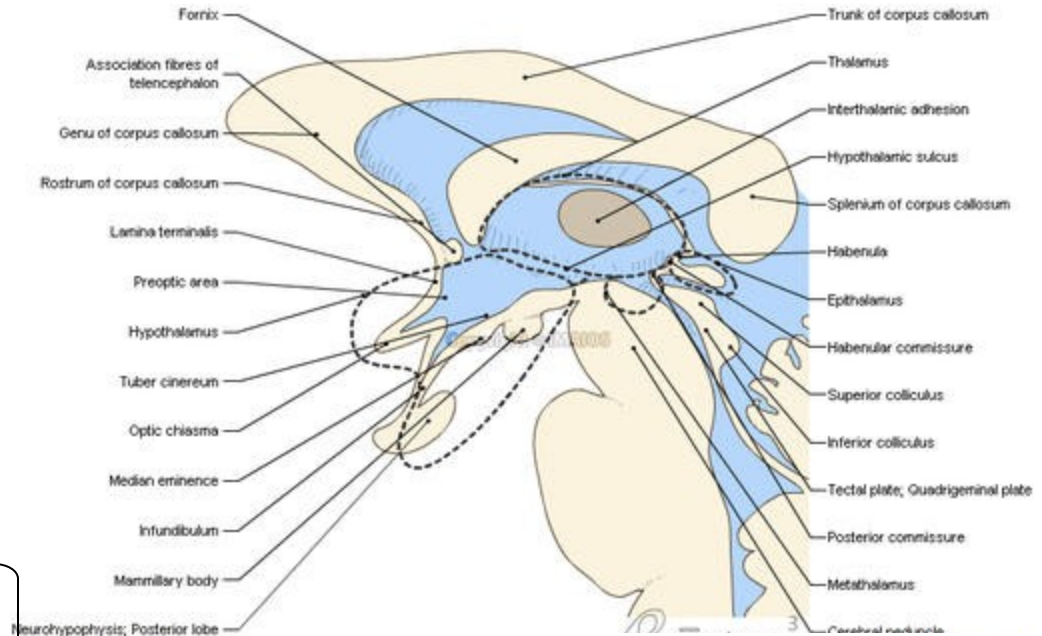 Fornix
Association fibres of
telencephalon
Genu of corpus callosum
Rostrum of corpus callosum
Lamina terminalis
Preoptic area
Hypothalamus
Tuber cinereum
Optic chiasma
Median eminence
Infundibulum
Mammillary body
Neurohypophysis; Posterior lobe
Trunk of corpus callosum
Thalamus
Interthalamic adhesion
Hypothalamic sulcus
Splenium of corpus callosum
Habenula
Epithalamus
Habenular commissure
Superior colliculus
Inferior colliculus
Tectal plate; Quadrigeminal plate
Posterior commissure
Metathalamus
Cerebral peduncle
3